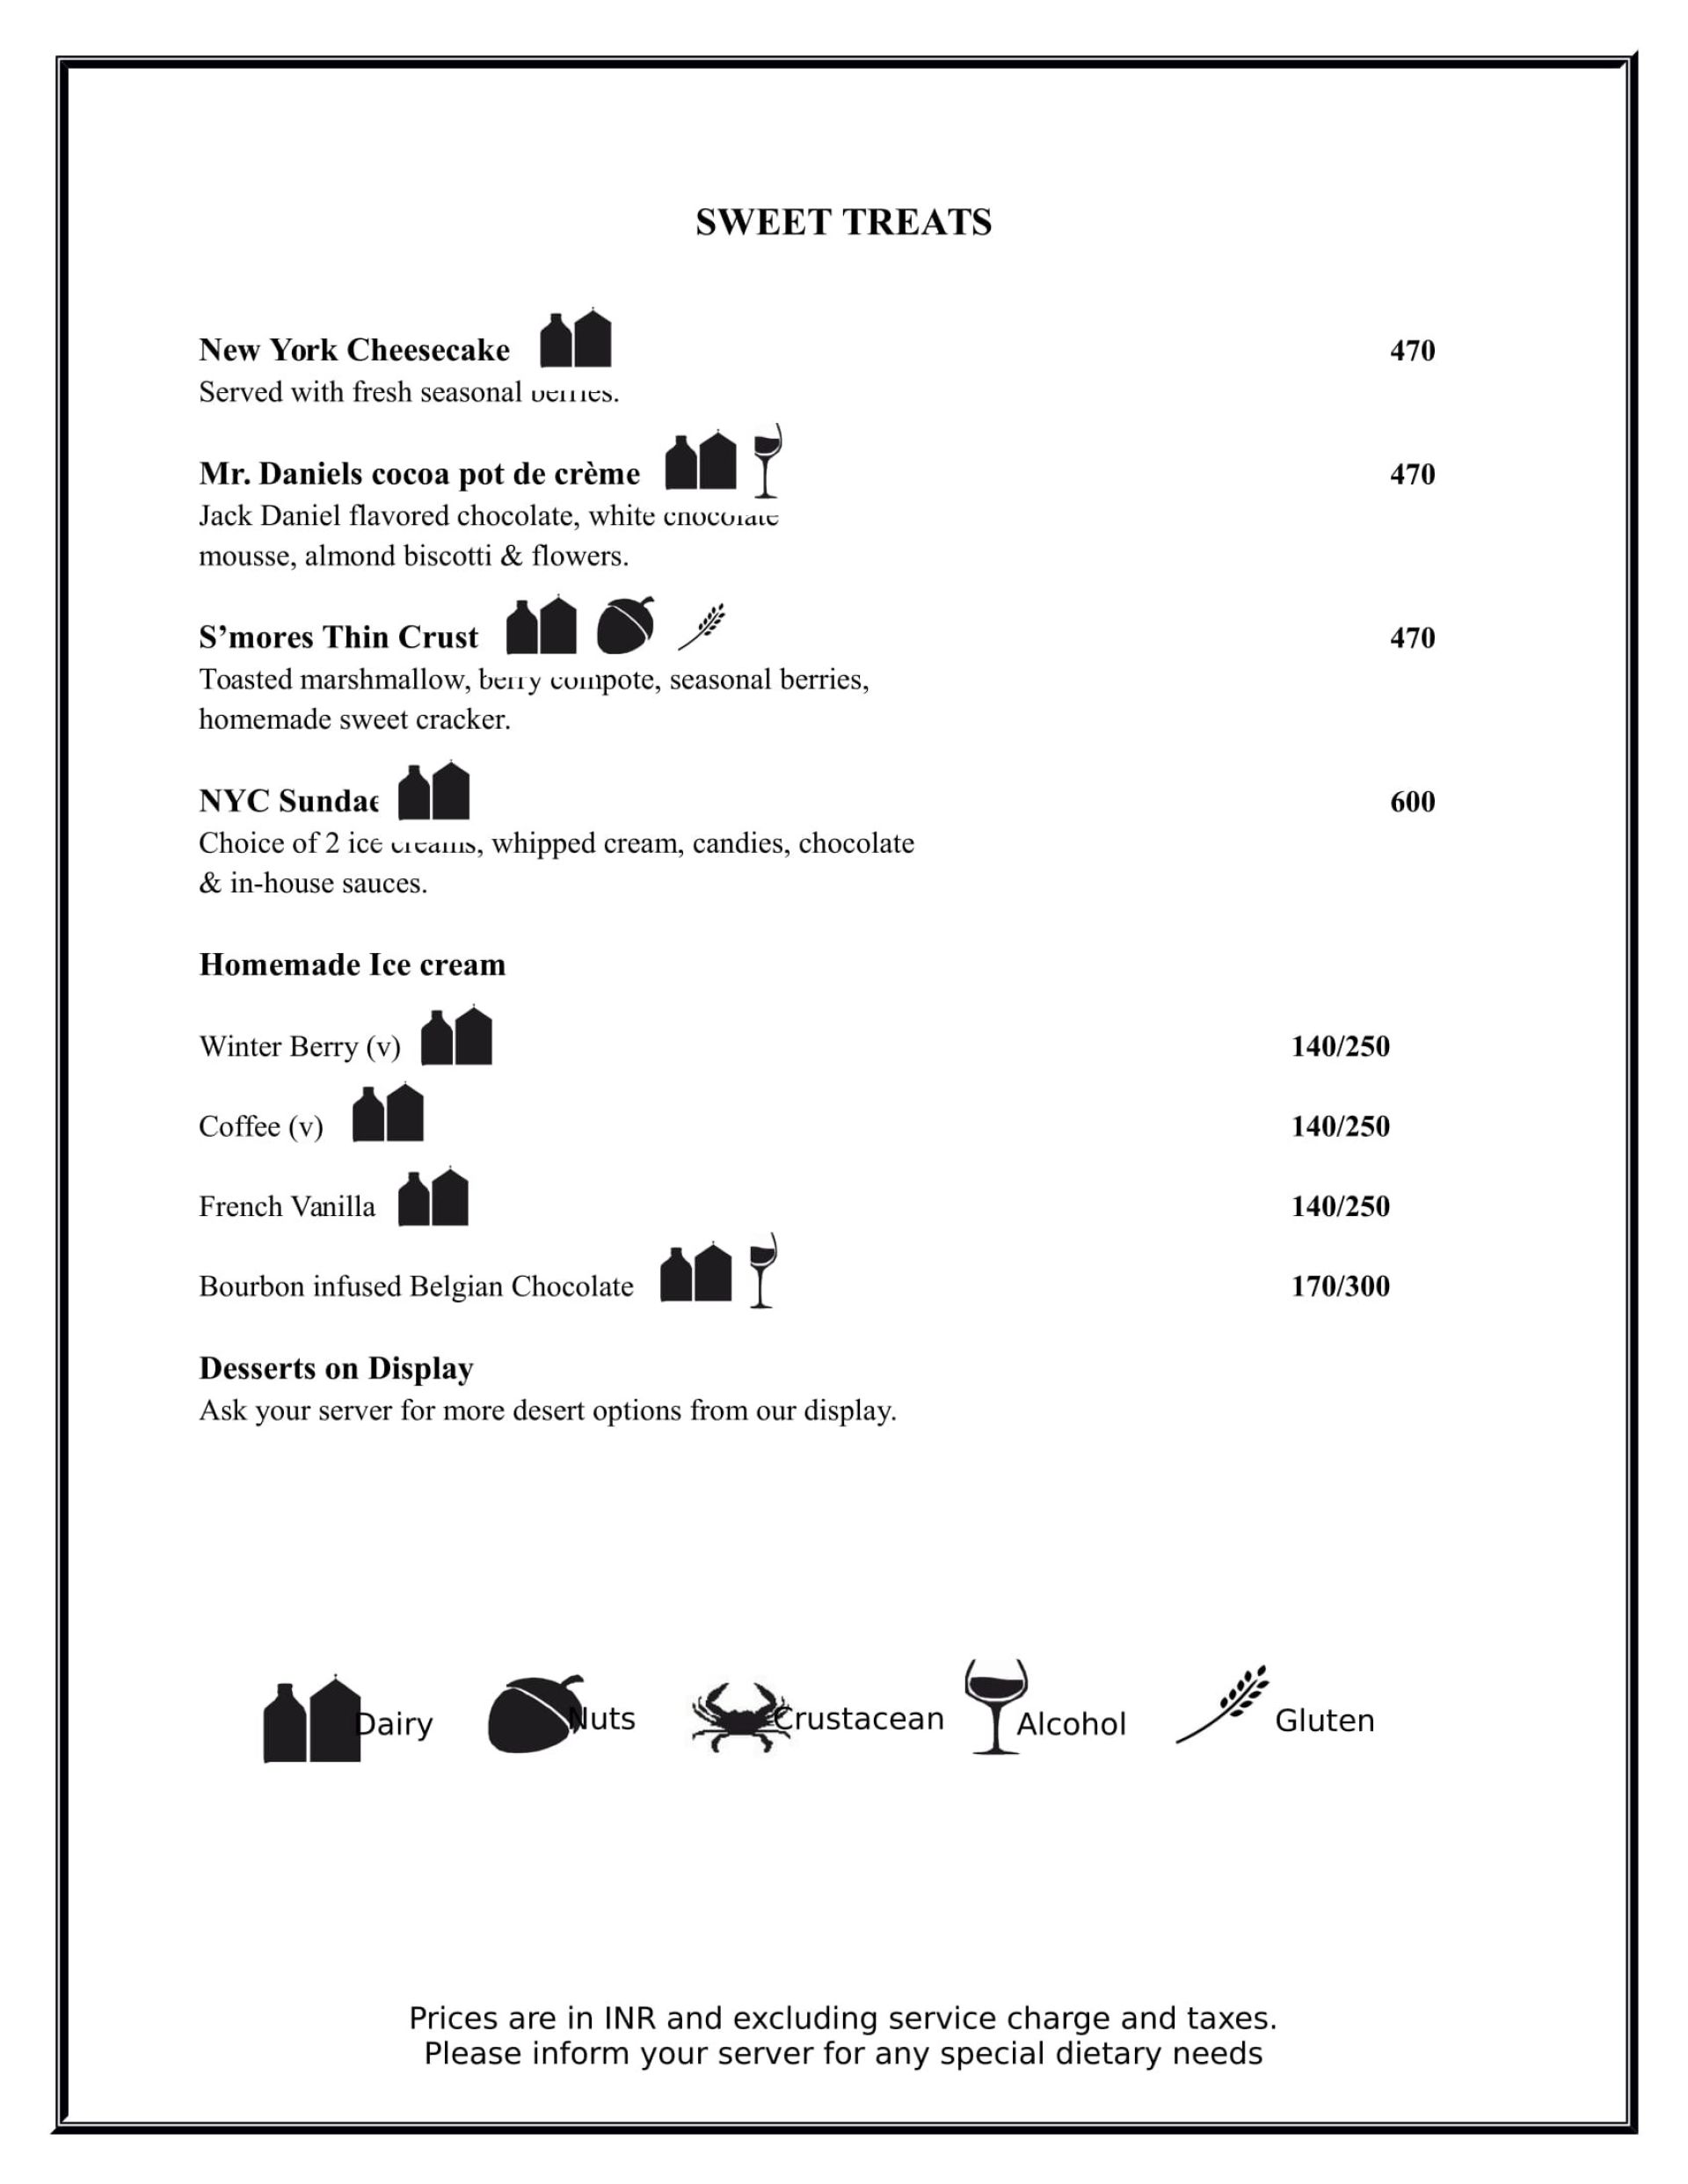 SWEET TREATS
New York Cheesecake 470
Served with fresh seasonal berries.
Mr. Daniels cocoa pot de crème 470
Jack Daniel flavored chocolate, white chocolate
mousse, almond biscotti & flowers.
S’mores Thin Crust 470
Toasted marshmallow, berry compote, seasonal berries,
homemade sweet cracker.
NYC Sundae 600
Choice of 2 ice creams, whipped cream, candies, chocolate
& in-house sauces.
Homemade Ice cream
Winter Berry (v) 140/250
Coffee (v) 140/250
French Vanilla 140/250
Bourbon infused Belgian Chocolate 170/300
Desserts on Display
Ask your server for more desert options from our display.
Dairy Nuts Crustacean Alcohol Gluten
Prices are in INR and excluding service charge and taxes.
Please inform your server for any special dietary needs